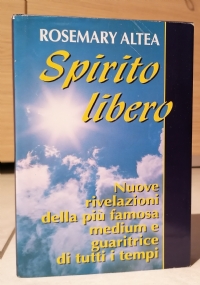 ROSEMARY ALTEA
Spirito
libero
Nuove
rivelazioni
della più famosa
medium e
guaritrice
di tutti i tempi